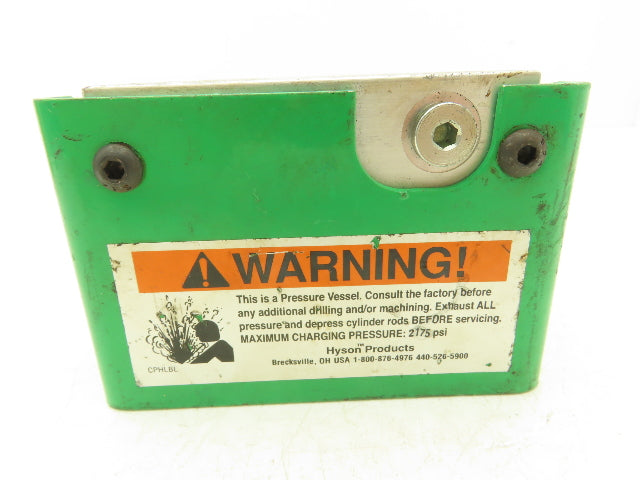 WARNING!
This is a Pressure Vessel. Consult the factory before
any additional drilling and/or machining. Exhaust ALL
pressure and depress cylinder rods BEFORE servicing.
MAXIMUM CHARGING PRESSURE: 2175 psi
Hyson™ Products
Brecksville, OH USA 1-800-876-4976 440-526-5900
CPHLBL